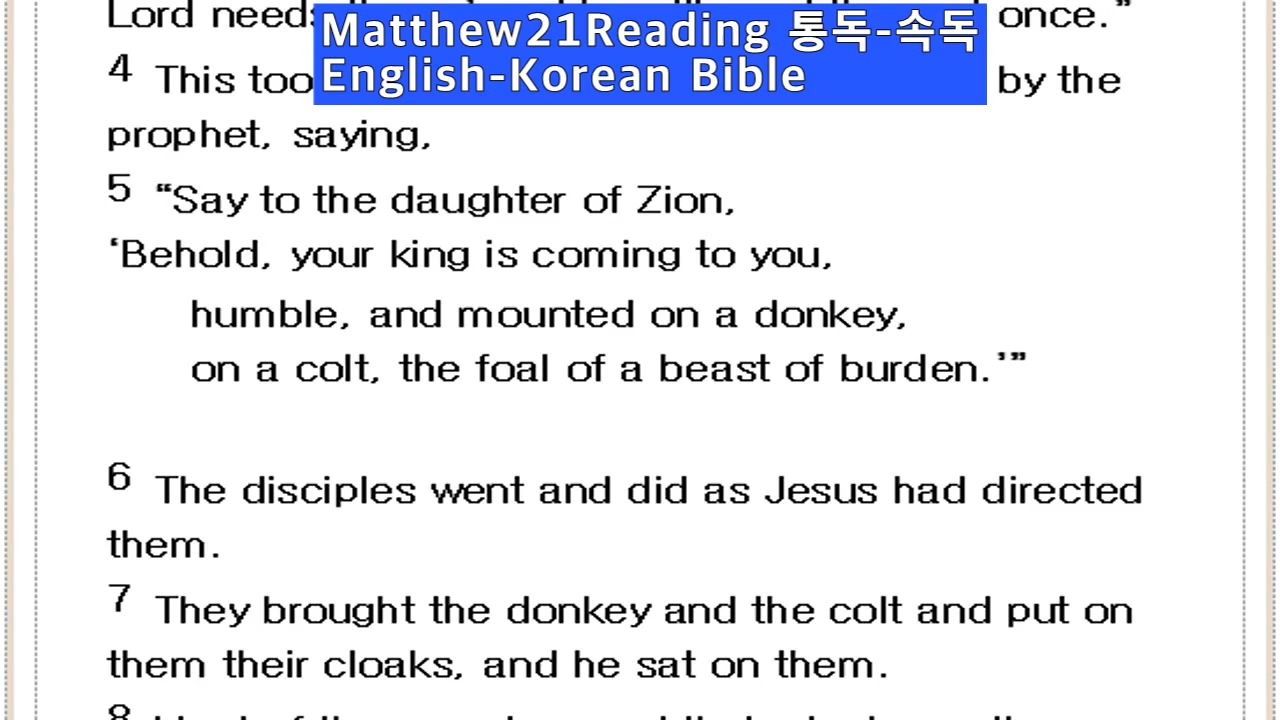 Lord needs once.”
Matthew21Reading 통독-속독
English-Korean Bible
4 This too by the
prophet, saying,
5 “Say to the daughter of Zion,
‘Behold, your king is coming to you,
humble, and mounted on a donkey,
on a colt, the foal of a beast of burden.’”
6 The disciples went and did as Jesus had directed
them.
7 They brought the donkey and the colt and put on
them their cloaks, and he sat on them.
8